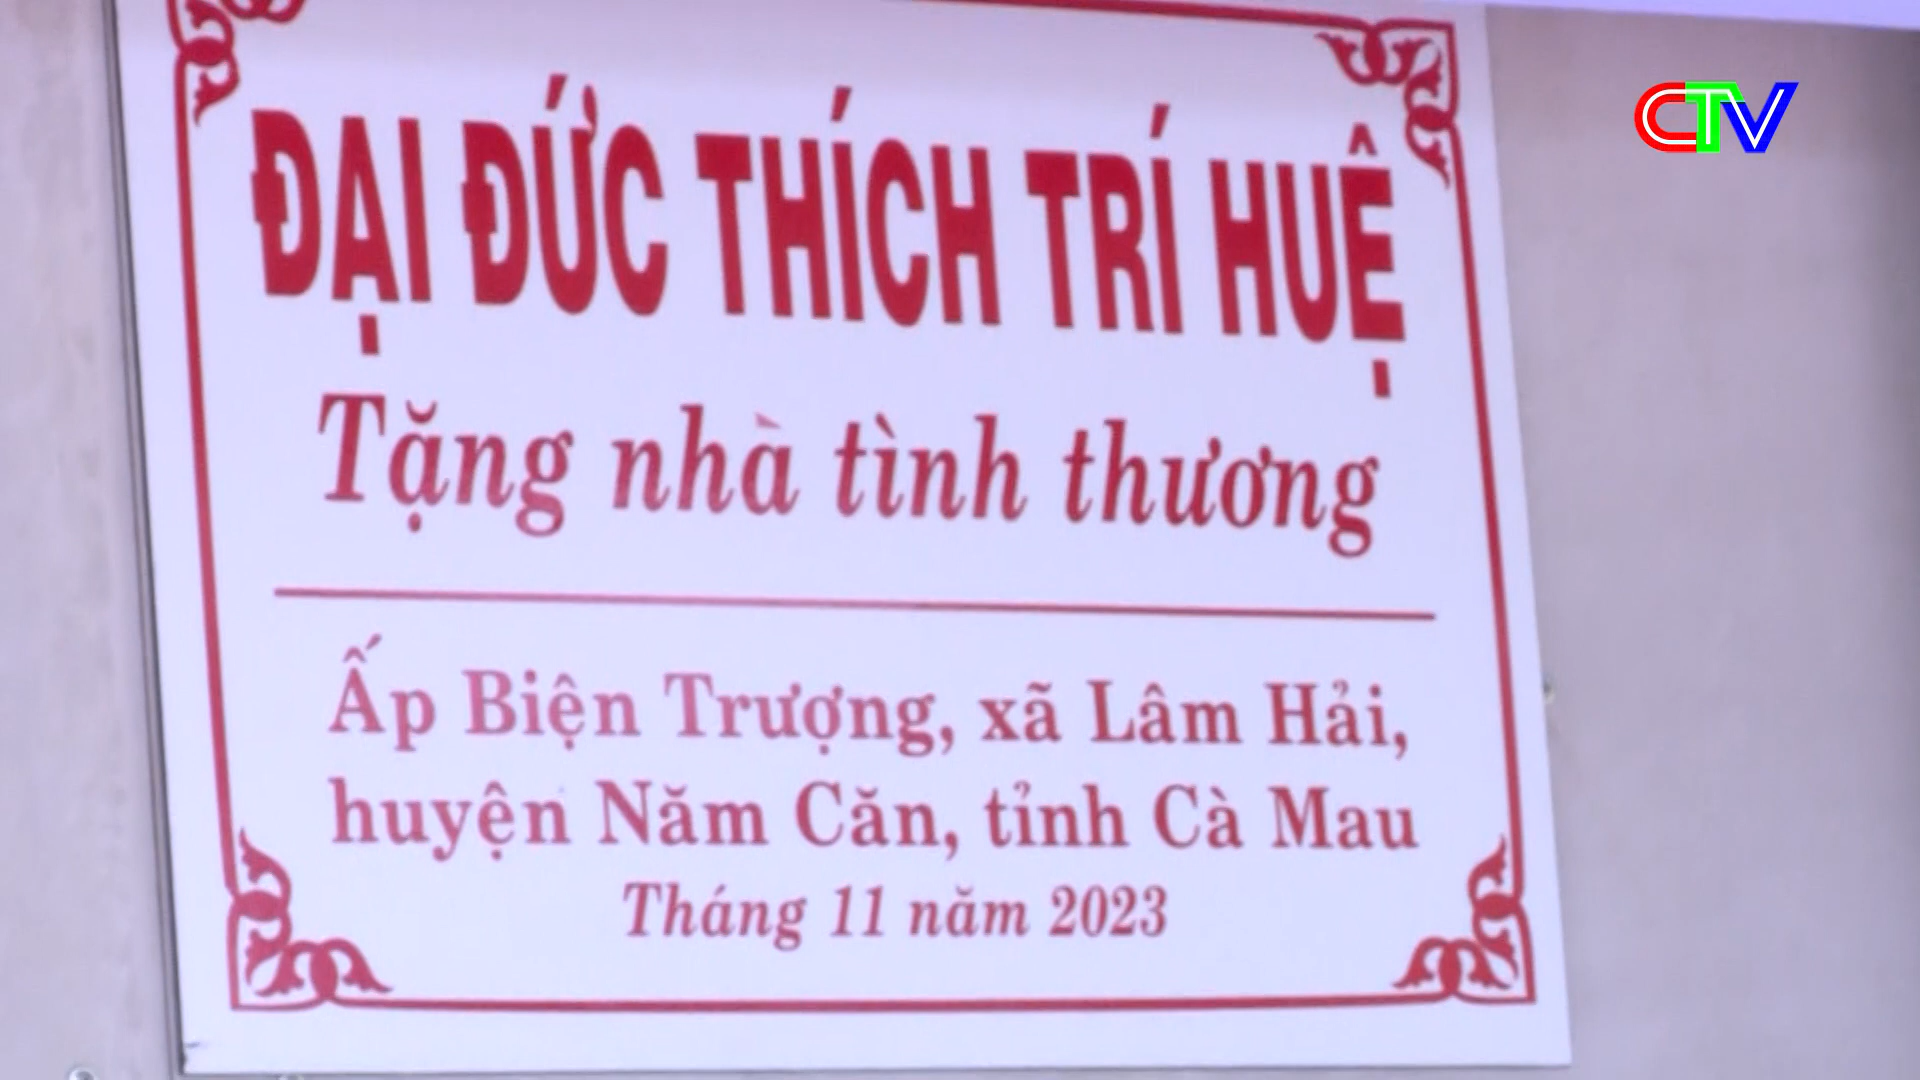 CTV
ĐẠI ĐỨC THÍCH TRÍ HUỆ
Tặng nhà tình thương
Ấp Biện Trượng, xã Lâm Hải,
huyện Năm Căn, tỉnh Cà Mau
Tháng 11 năm 2023